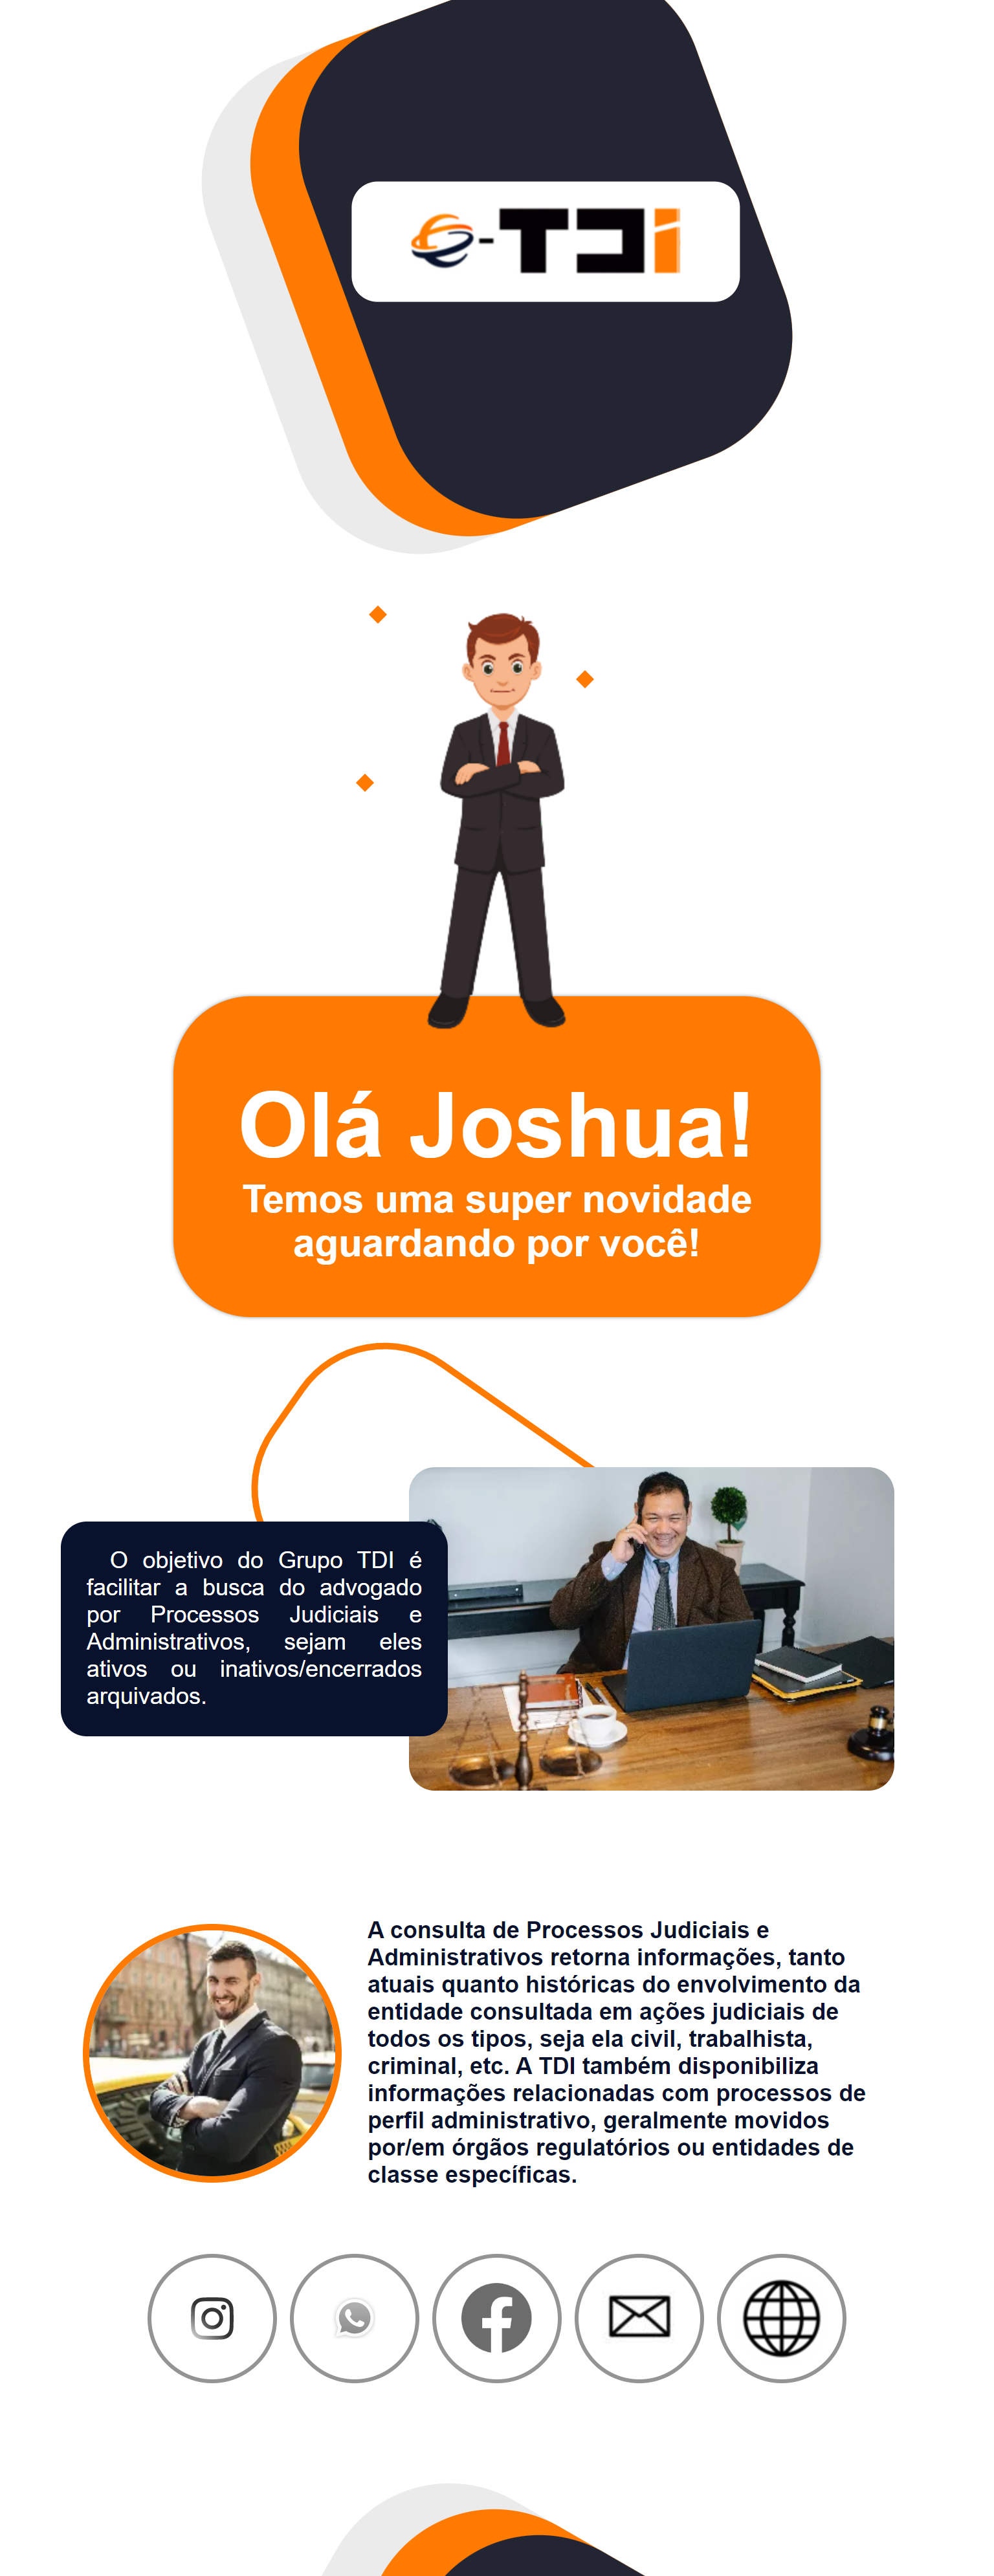 e-TDi
Olá Joshua!
Temos uma super novidade
aguardando por você!
O objetivo do Grupo TDI é
facilitar a busca do advogado
por Processos Judiciais e
Administrativos, sejam eles
ativos ou inativos/encerrados
arquivados.
A consulta de Processos Judiciais e
Administrativos retorna informações, tanto
atuais quanto históricas do envolvimento da
entidade consultada em ações judiciais de
todos os tipos, seja ela civil, trabalhista,
criminal, etc. A TDI também disponibiliza
informações relacionadas com processos de
perfil administrativo, geralmente movidos
por/em órgãos regulatórios ou entidades de
classe específicas.